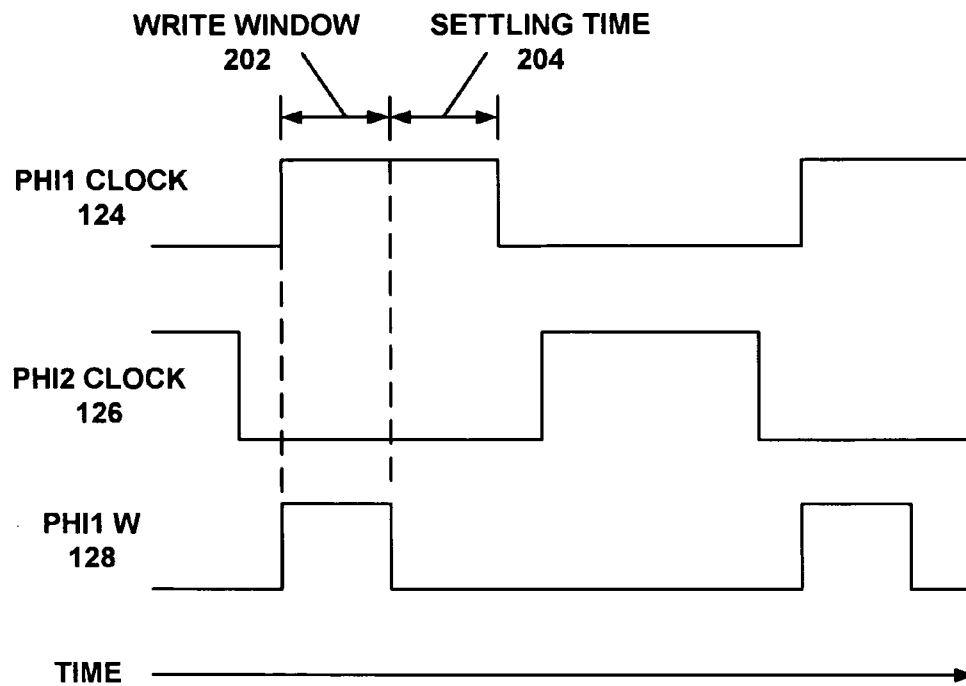 WRITE WINDOW
202
SETTLING TIME
204
PHI1 CLOCK
124
PHI2 CLOCK
126
PHI1 W
128
TIME